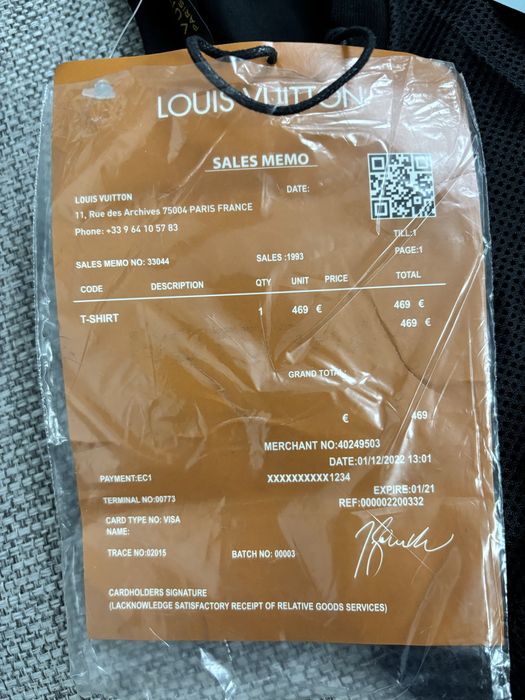 LOUIS VUITTON
SALES MEMO
DATE:
LOUIS VUITTON
11, Rue des Archives 75004 PARIS FRANCE
Phone: +33 9 64 10 57 83
TILL:1
PAGE:1
SALES MEMO NO: 33044 SALES :1993
CODE DESCRIPTION QTY UNIT PRICE TOTAL
T-SHIRT 1 469 € 469 €
469 €
GRAND TOTAL:
€ 469
MERCHANT NO:40249503
DATE:01/12/2022 13:01
PAYMENT:EC1 XXXXXXXXXX1234
EXPIRE:01/21
TERMINAL NO:00773 REF:000002200332
CARD TYPE NO: VISA
NAME:
TRACE NO:02015 BATCH NO: 00003
CARDHOLDERS SIGNATURE
(LACKNOWLEDGE SATISFACTORY RECEIPT OF RELATIVE GOODS SERVICES)